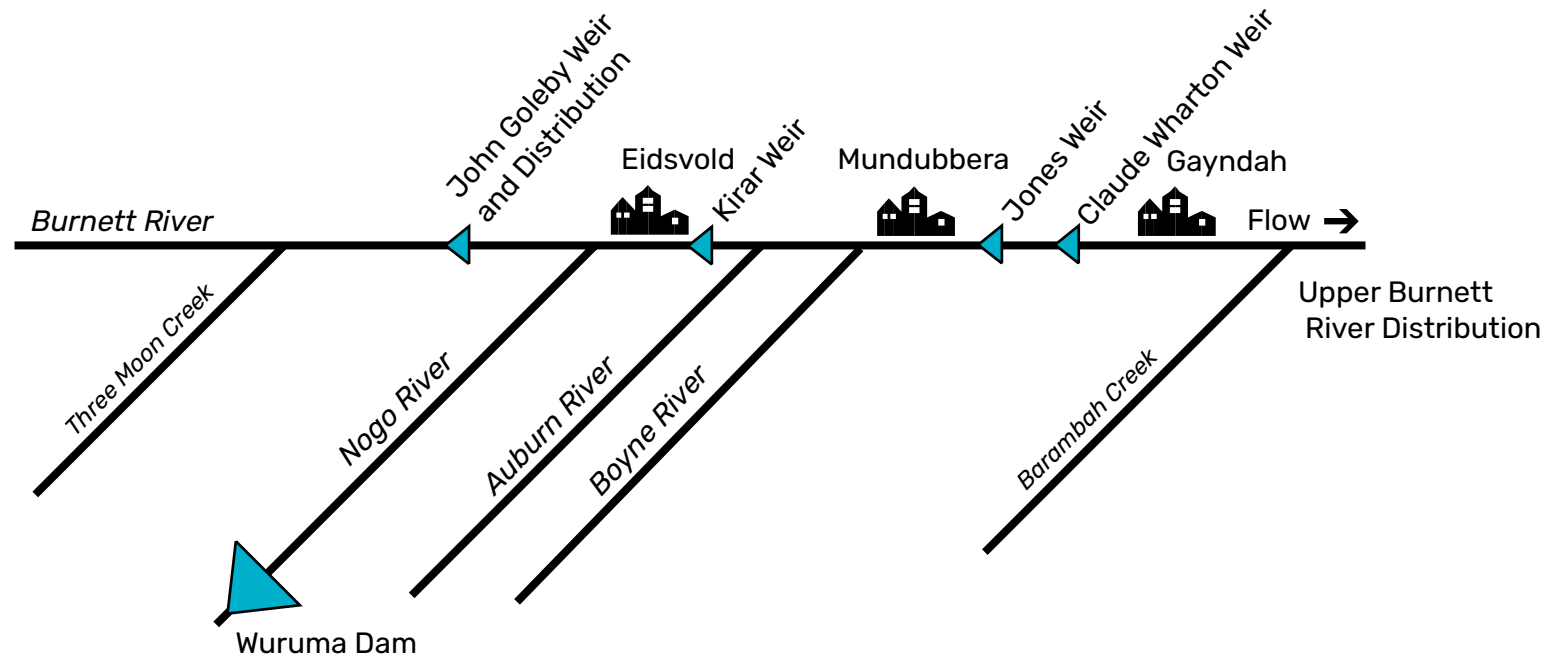 John Goleby Weir
and Distribution
Eidsvold
Kirar Weir
Mundubbera
Jones Weir
Claude Wharton Weir
Gayndah
Burnett River
Flow
Three Moon Creek
Nogo River
Auburn River
Boyne River
Barambah Creek
Upper Burnett
River Distribution
Wuruma Dam